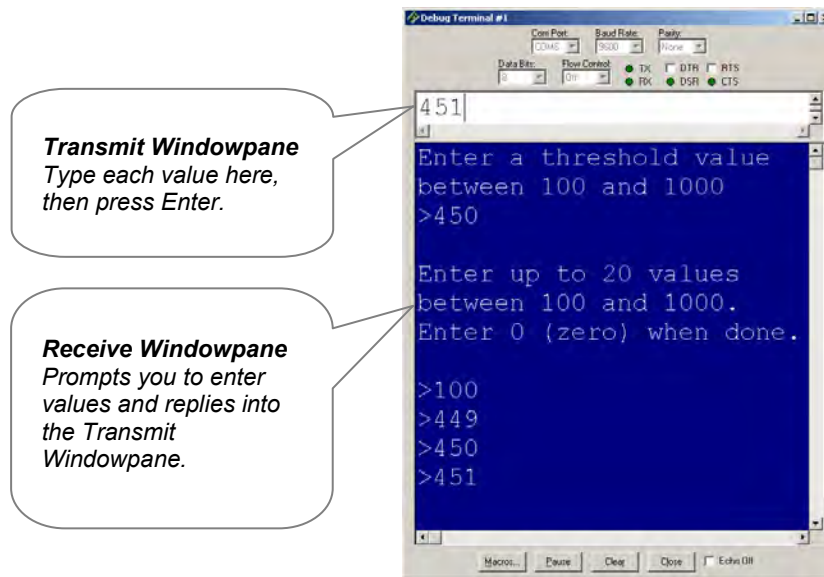 Transmit Windowpane
Type each value here,
then press Enter.
Receive Windowpane
Prompts you to enter
values and replies into
the Transmit
Windowpane.
Debug Terminal #1
Com Port: Baud Rate: Parity:
COM6 9600 None
Data Bits: Flow Control: TX DTR RTS
8 Off RX DSR CTS
451
Enter a threshold value
between 100 and 1000
>450
Enter up to 20 values
between 100 and 1000.
Enter 0 (zero) when done.
>100
>449
>450
>451
Macros... Pause Clear Close Echo Off